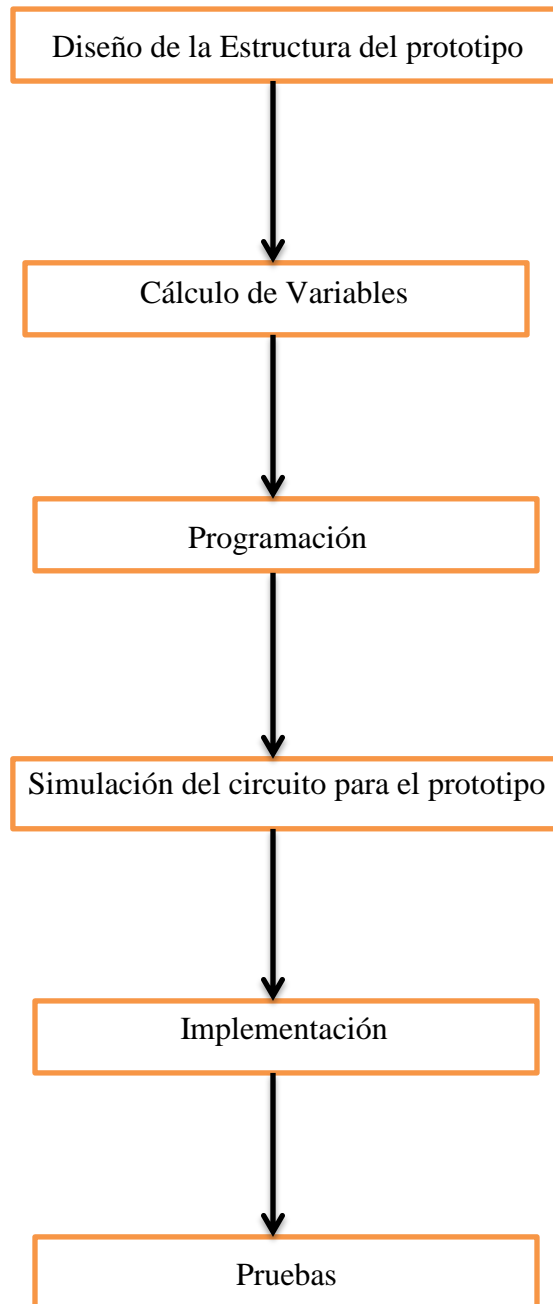 Diseño de la Estructura del prototipo
Cálculo de Variables
Programación
Simulación del circuito para el prototipo
Implementación
Pruebas